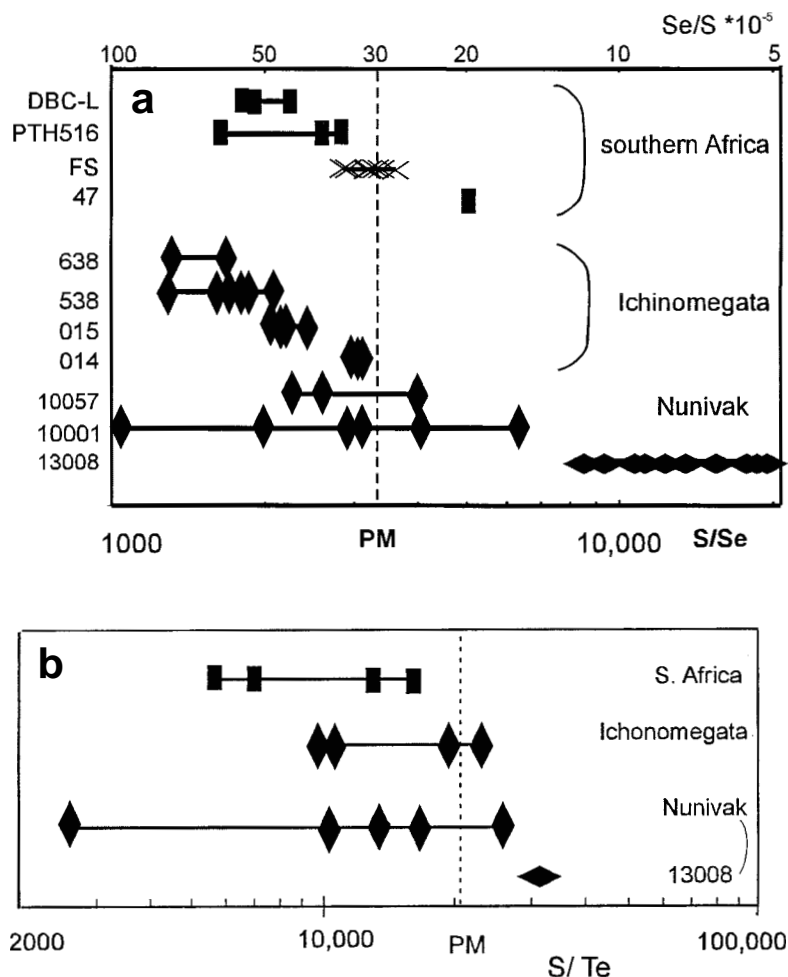 Se/S *10-5
100 50 30 20 10 5
a
DBC-L
PTH516
FS
47
southern Africa
638
538
015
014
Ichinomegata
10057
10001
13008
Nunivak
1000 PM 10,000 S/Se
b
S. Africa
Ichonomegata
Nunivak
13008
2000 10,000 PM 100,000
S/ Te